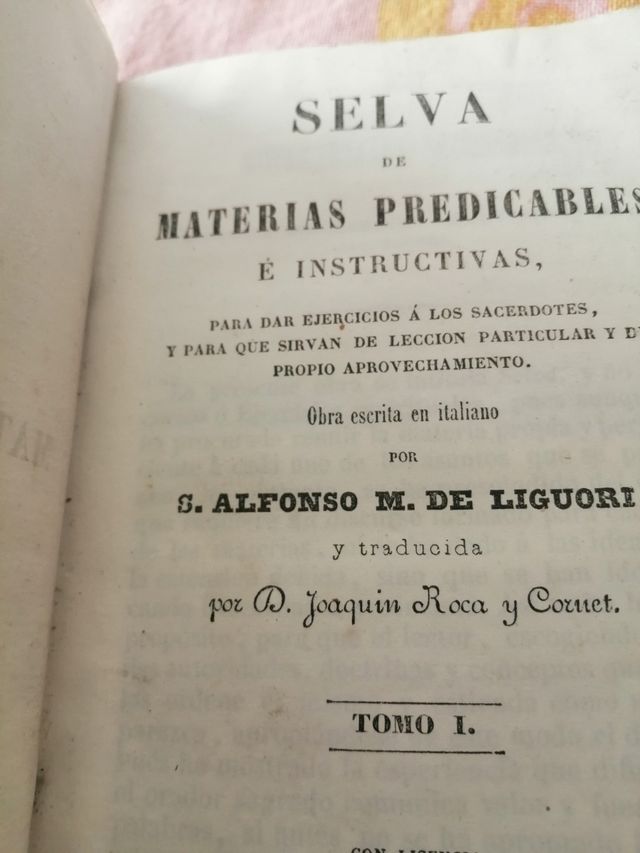 SELVA
DE
MATERIAS PREDICABLES
É INSTRUCTIVAS,
PARA DAR EJERCICIOS Á LOS SACERDOTES,
Y PARA QUE SIRVAN DE LECCION PARTICULAR Y
PROPIO APROVECHAMIENTO.
Obra escrita en italiano
POR
S. ALFONSO M. DE LIGUORI
y traducida
por D. Joaquin Roca y Cornet.
TOMO I.